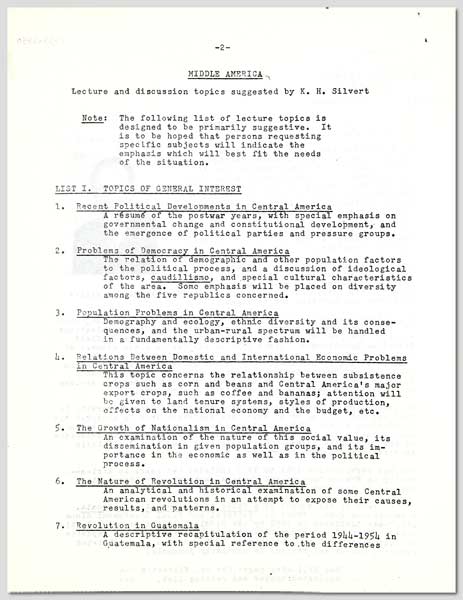 -2-
MIDDLE AMERICA
Lecture and discussion topics suggested by K. H. Silvert
Note: The following list of lecture topics is
designed to be primarily suggestive. It
is to be hoped that persons requesting
specific subjects will indicate the
emphasis which will best fit the needs
of the situation.
LIST I. TOPICS OF GENERAL INTEREST
1. Recent Political Developments in Central America
A résumé of the postwar years, with special emphasis on
governmental change and constitutional development, and
the emergence of political parties and pressure groups.
2. Problems of Democracy in Central America
The relation of demographic and other population factors
to the political process, and a discussion of ideological
factors, caudillismo, and special cultural characteristics
of the area. Some emphasis will be placed on diversity
among the five republics concerned.
3. Population Problems in Central America
Demography and ecology, ethnic diversity and its conse-
quences, and the urban-rural spectrum will be handled
in a fundamentally descriptive fashion.
4. Relations Between Domestic and International Economic Problems
in Central America
This topic concerns the relationship between subsistence
crops such as corn and beans and Central America's major
export crops, such as coffee and bananas; attention will
be given to land tenure systems, styles of production,
effects on the national economy and the budget, etc.
5. The Growth of Nationalism in Central America
An examination of the nature of this social value, its
dissemination in given population groups, and its im-
portance in the economic as well as in the political
process.
6. The Nature of Revolution in Central America
An analytical and historical examination of some Central
American revolutions in an attempt to expose their causes,
results, and patterns.
7. Revolution in Guatemala
A descriptive recapitulation of the period 1944-1954 in
Guatemala, with special reference to the differences